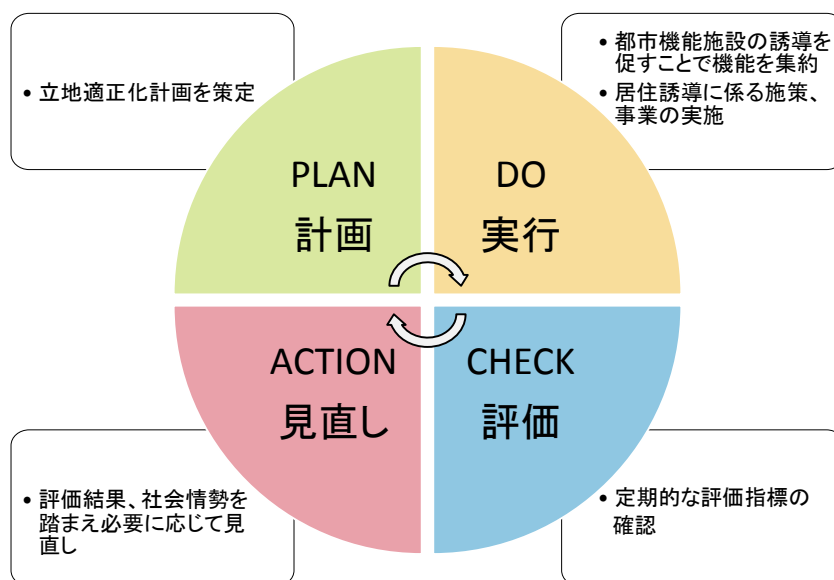 • 立地適正化計画を策定
• 都市機能施設の誘導を
促すことで機能を集約
• 居住誘導に係る施策、
事業の実施
PLAN
計画
DO
実行
ACTION
見直し
CHECK
評価
• 評価結果、社会情勢を
踏まえ必要に応じて見
直し
• 定期的な評価指標の
確認